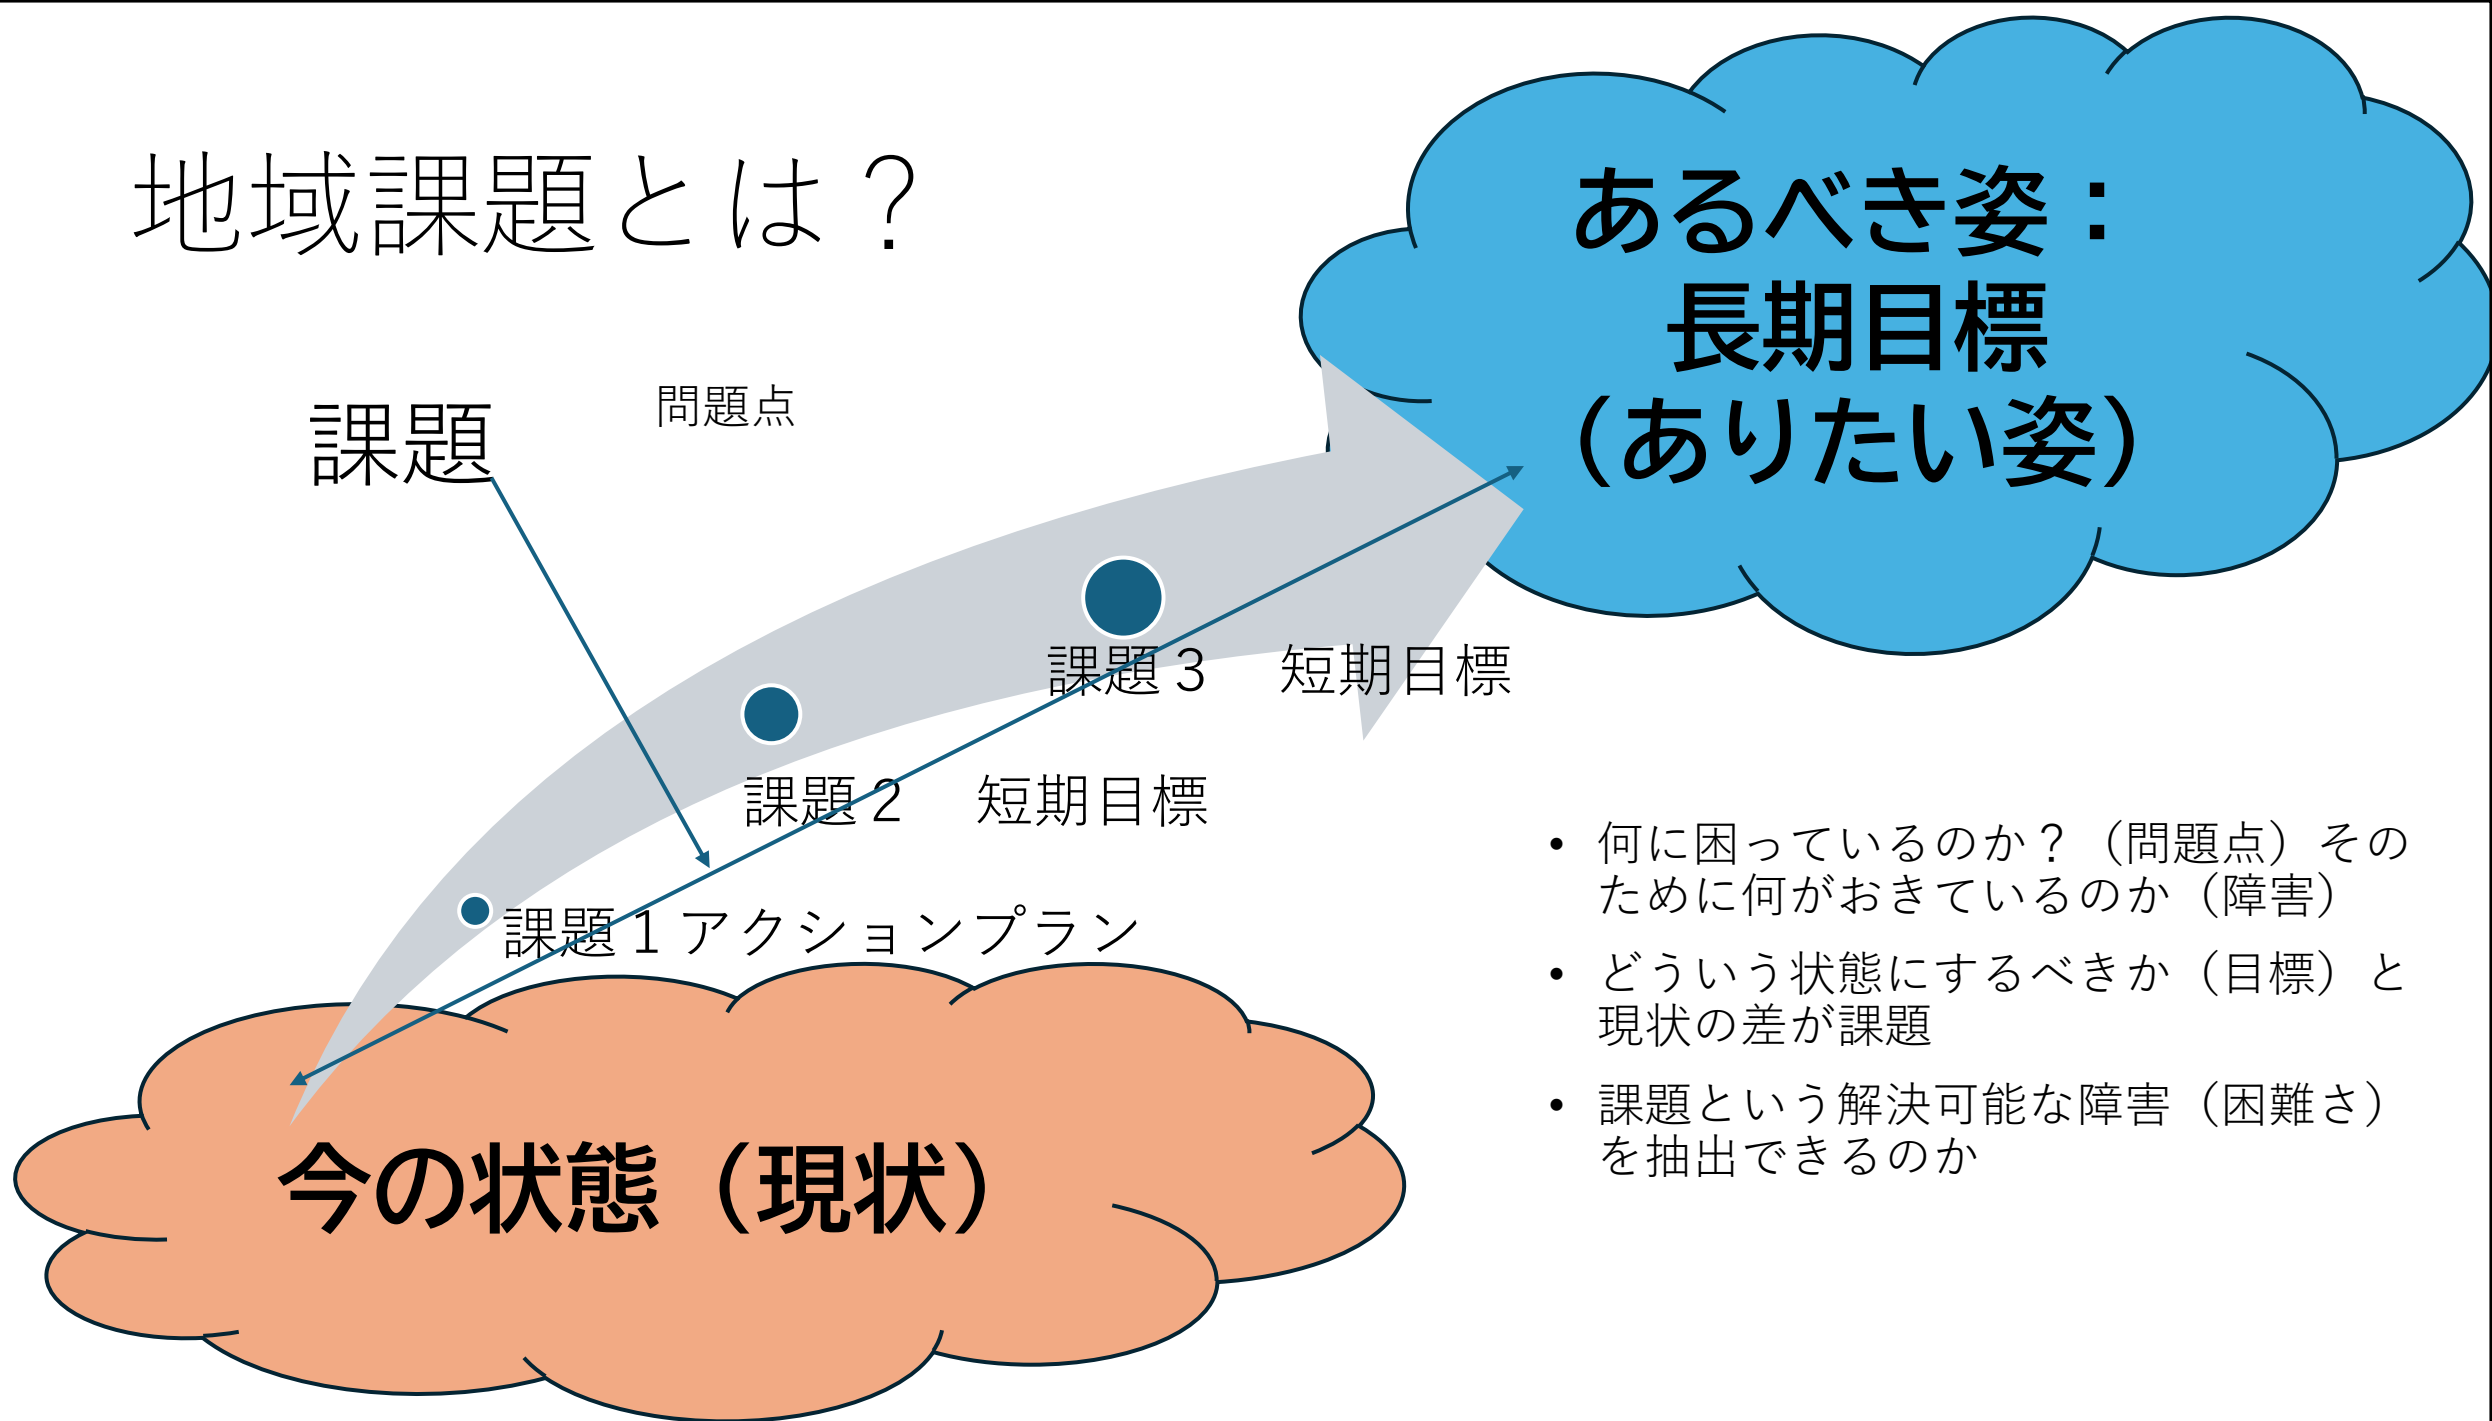 地域課題とは？
あるべき姿：
長期目標
（ありたい姿）
課題
問題点
課題３　短期目標
課題２　短期目標
課題１アクションプラン
今の状態（現状）
• 何に困っているのか？（問題点）その
ために何がおきているのか（障害）
• どういう状態にするべきか（目標）と
現状の差が課題
• 課題という解決可能な障害（困難さ）
を抽出できるのか